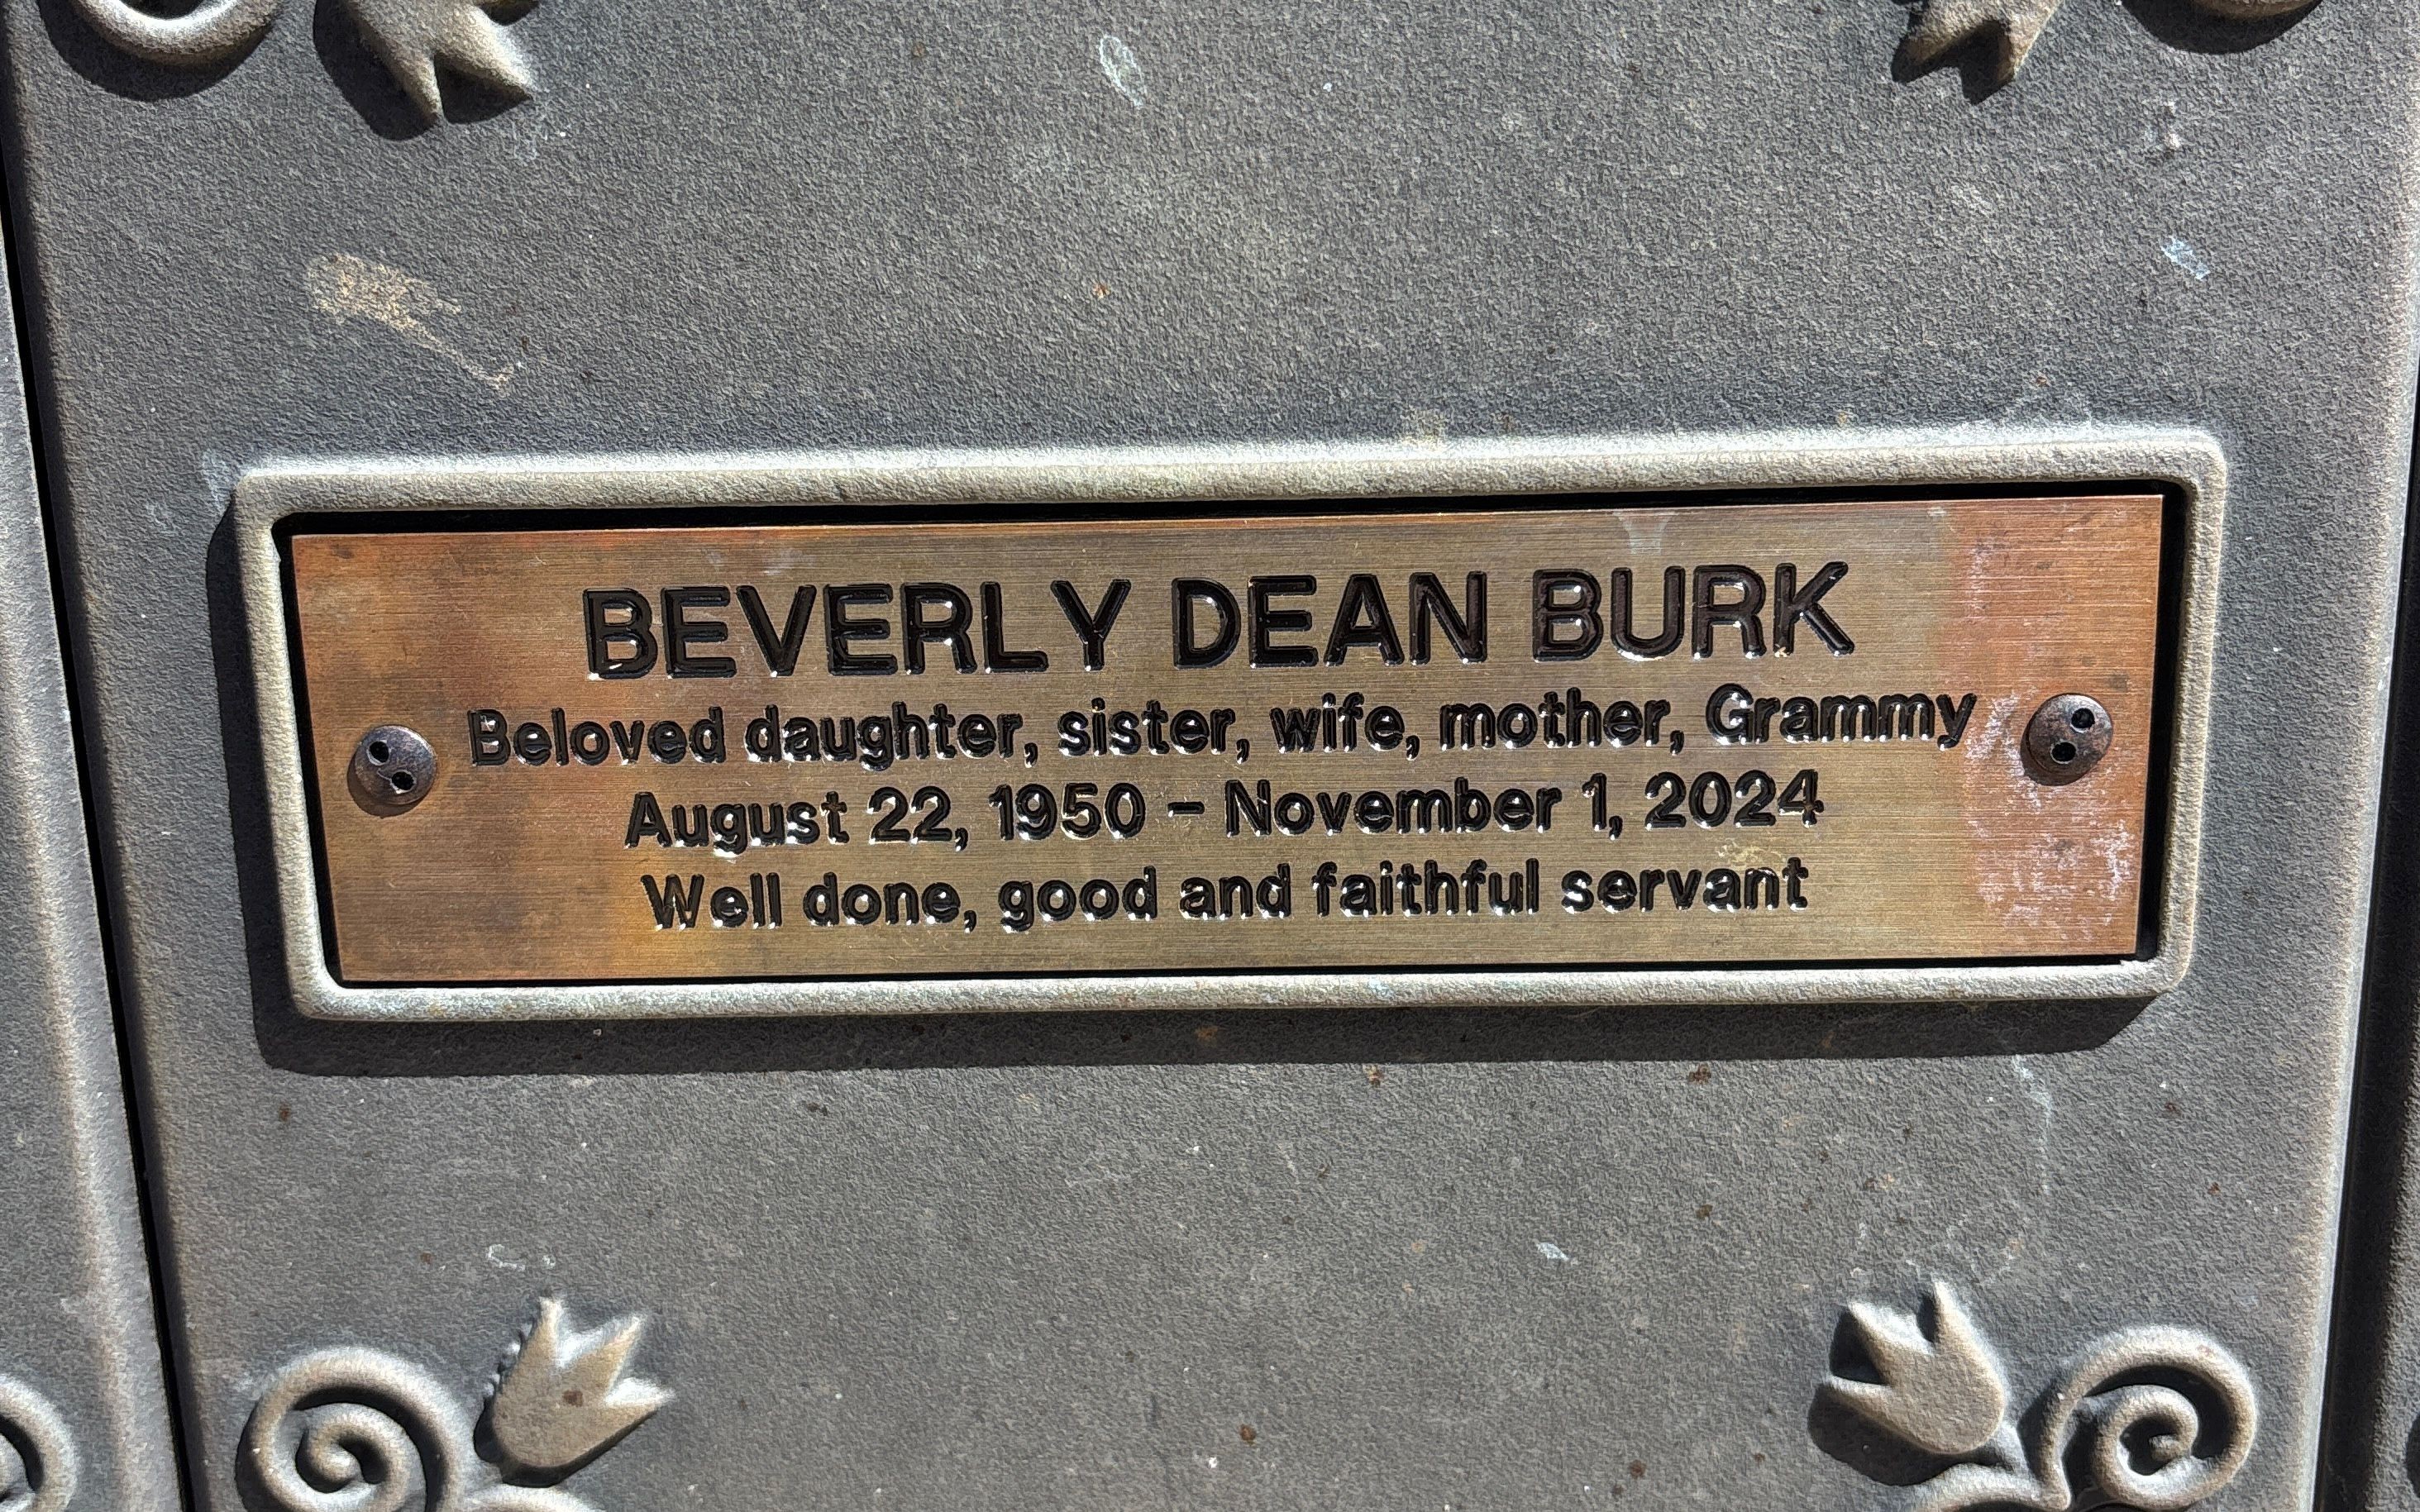 BEVERLY DEAN BURK
Beloved daughter, sister, wife, mother, Grammy
August 22, 1950 – November 1, 2024
Well done, good and faithful servant